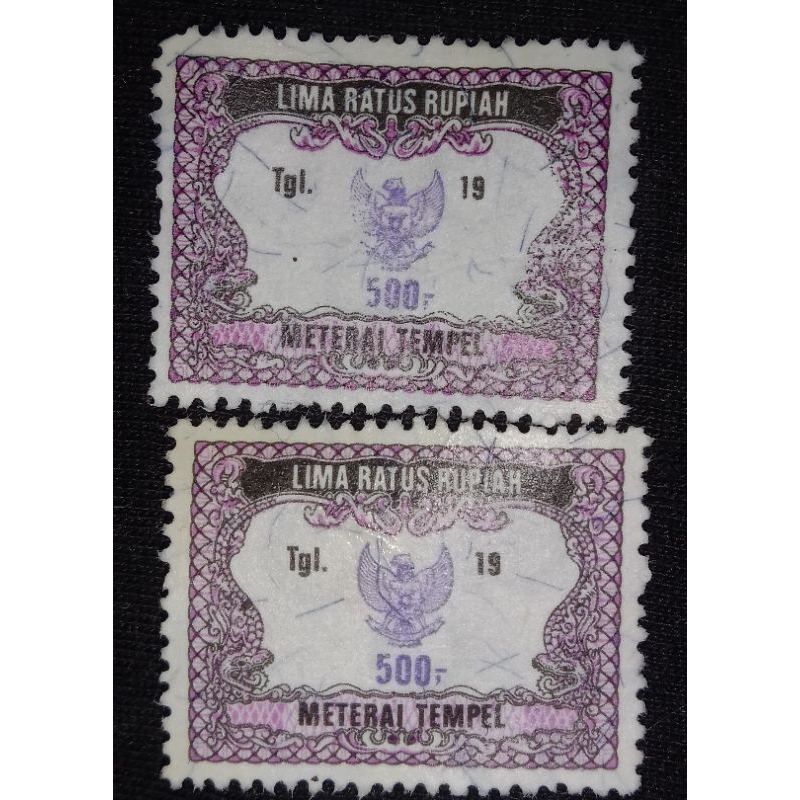 LIMA RATUS RUPIAH
Tgl. 19
500,-
METERAI TEMPEL
LIMA RATUS RUPIAH
Tgl. 19
500,-
METERAI TEMPEL